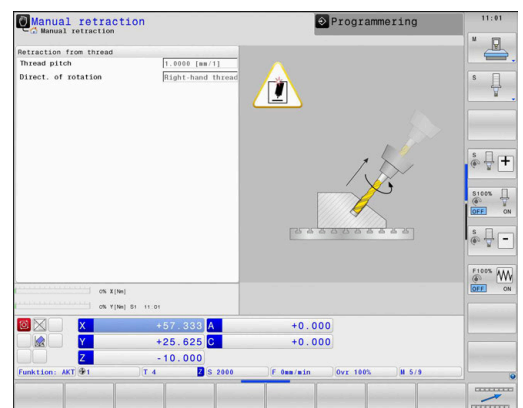 Manual retraction
Manual retraction
Programmering
11:01
Retraction from thread
Thread pitch 1.0000 [mm/1]
Direct. of rotation Right-hand thread
M
S
S
S100%
OFF ON
S
F100%
OFF ON
0% X[Nm]
0% Y[Nm] S1 11:01
X +57.333 A +0.000
Y +25.625 C +0.000
Z -10.000
Funktion: AKT 1 T 4 Z S 2000 F 0mm/min Ovr 100% M 5/9